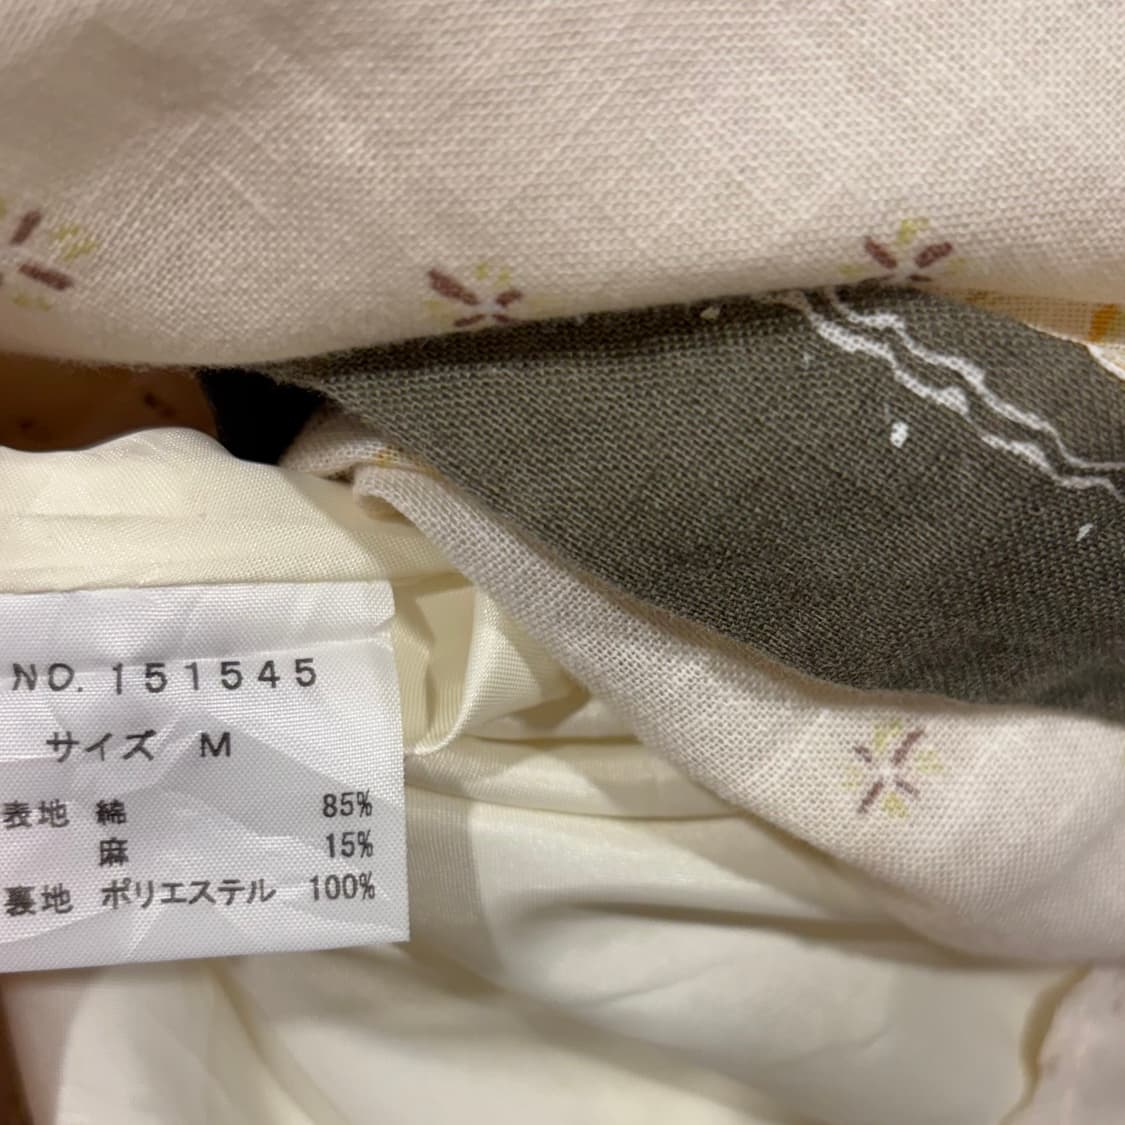 NO. 151545
サイズ M
表地 綿 85%
麻 15%
裏地 ポリエステル 100%